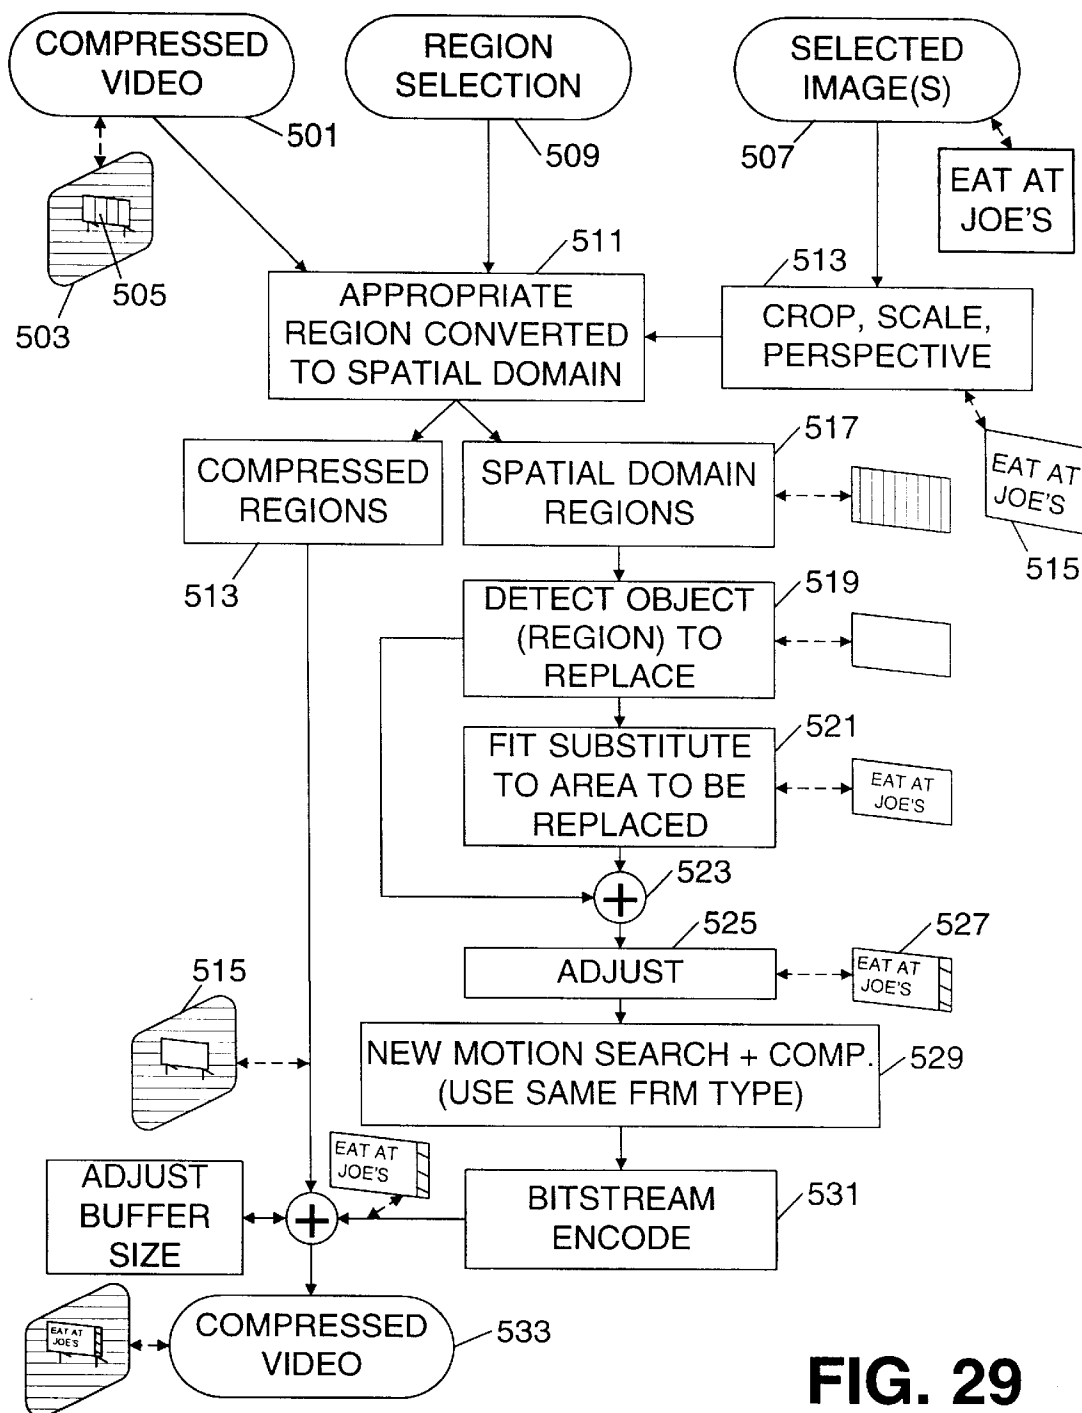 COMPRESSED
VIDEO
501
REGION
SELECTION
509
SELECTED
IMAGE(S)
507
EAT AT
JOE'S
505
503
511
APPROPRIATE
REGION CONVERTED
TO SPATIAL DOMAIN
513
CROP, SCALE,
PERSPECTIVE
EAT AT
JOE'S
515
COMPRESSED
REGIONS
513
517
SPATIAL DOMAIN
REGIONS
519
DETECT OBJECT
(REGION) TO
REPLACE
521
FIT SUBSTITUTE
TO AREA TO BE
REPLACED
EAT AT
JOE'S
+
523
525
ADJUST
527
EAT AT
JOE'S
515
NEW MOTION SEARCH + COMP.
(USE SAME FRM TYPE)
529
EAT AT
JOE'S
ADJUST
BUFFER
SIZE
+
BITSTREAM
ENCODE
531
EAT AT
JOE'S
COMPRESSED
VIDEO
533
FIG. 29